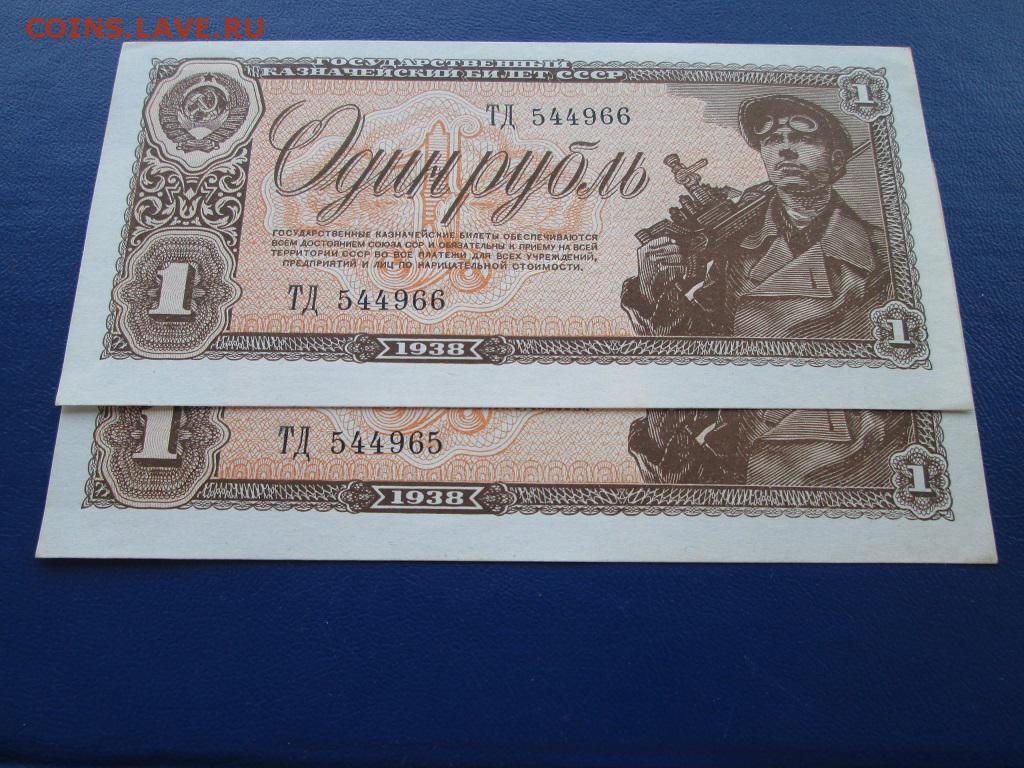 COINS.LAVE.RU
ГОСУДАРСТВЕННЫЙ
КАЗНАЧЕЙСКИЙ БИЛЕТ СССР
1
ТД 544966
Один рубль
ГОСУДАРСТВЕННЫЕ КАЗНАЧЕЙСКИЕ БИЛЕТЫ ОБЕСПЕЧИВАЮТСЯ
ВСЕМ ДОСТОЯНИЕМ СОЮЗА ССР И ОБЯЗАТЕЛЬНЫ К ПРИЕМУ НА ВСЕЙ
ТЕРРИТОРИИ СССР ВО ВСЕ ПЛАТЕЖИ ДЛЯ ВСЕХ УЧРЕЖДЕНИЙ,
ПРЕДПРИЯТИЙ И ЛИЦ ПО НАРИЦАТЕЛЬНОЙ СТОИМОСТИ.
1
ТД 544966
1
1938
1
ТД 544965
1
1938